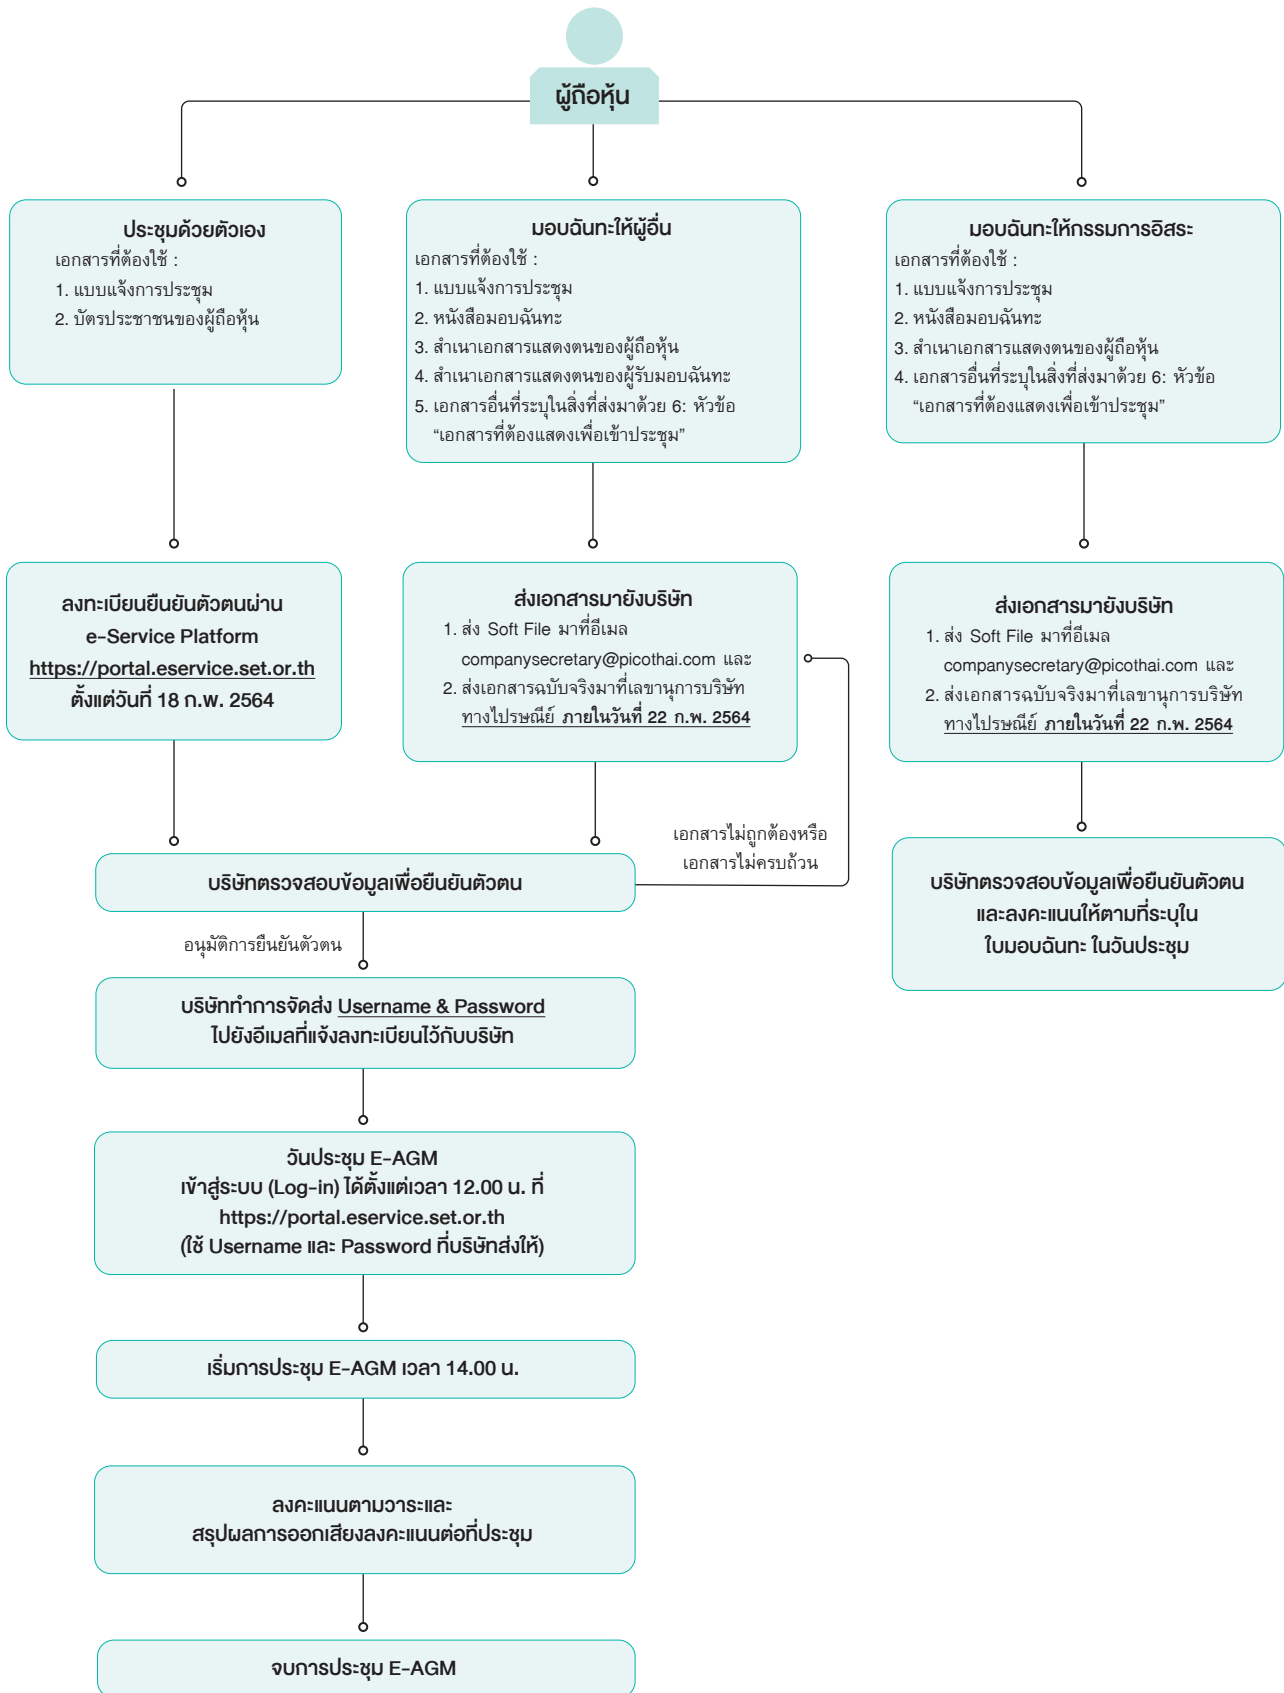 ผู้ถือหุ้น
ประชุมด้วยตัวเอง
เอกสารที่ต้องใช้ :
1. แบบแจ้งการประชุม
2. บัตรประชาชนของผู้ถือหุ้น
มอบฉันทะให้ผู้อื่น
เอกสารที่ต้องใช้ :
1. แบบแจ้งการประชุม
2. หนังสือมอบฉันทะ
3. สำเนาเอกสารแสดงตนของผู้ถือหุ้น
4. สำเนาเอกสารแสดงตนของผู้รับมอบฉันทะ
5. เอกสารอื่นที่ระบุในสิ่งที่ส่งมาด้วย 6: หัวข้อ
“เอกสารที่ต้องแสดงเพื่อเข้าประชุม”
มอบฉันทะให้กรรมการอิสระ
เอกสารที่ต้องใช้ :
1. แบบแจ้งการประชุม
2. หนังสือมอบฉันทะ
3. สำเนาเอกสารแสดงตนของผู้ถือหุ้น
4. เอกสารอื่นที่ระบุในสิ่งที่ส่งมาด้วย 6: หัวข้อ
“เอกสารที่ต้องแสดงเพื่อเข้าประชุม”
ลงทะเบียนยืนยันตัวตนผ่าน
e-Service Platform
https://portal.eservice.set.or.th
ตั้งแต่วันที่ 18 ก.พ. 2564
ส่งเอกสารมายังบริษัท
1. ส่ง Soft File มาที่อีเมล
companysecretary@picothai.com และ
2. ส่งเอกสารฉบับจริงมาที่เลขานุการบริษัท
ทางไปรษณีย์ ภายในวันที่ 22 ก.พ. 2564
ส่งเอกสารมายังบริษัท
1. ส่ง Soft File มาที่อีเมล
companysecretary@picothai.com และ
2. ส่งเอกสารฉบับจริงมาที่เลขานุการบริษัท
ทางไปรษณีย์ ภายในวันที่ 22 ก.พ. 2564
เอกสารไม่ถูกต้องหรือ
เอกสารไม่ครบถ้วน
บริษัทตรวจสอบข้อมูลเพื่อยืนยันตัวตน
บริษัทตรวจสอบข้อมูลเพื่อยืนยันตัวตน
และลงคะแนนให้ตามที่ระบุใน
ใบมอบฉันทะ ในวันประชุม
อนุมัติการยืนยันตัวตน
บริษัททำการจัดส่ง Username & Password
ไปยังอีเมลที่แจ้งลงทะเบียนไว้กับบริษัท
วันประชุม E-AGM
เข้าสู่ระบบ (Log-in) ได้ตั้งแต่เวลา 12.00 น. ที่
https://portal.eservice.set.or.th
(ใช้ Username และ Password ที่บริษัทส่งให้)
เริ่มการประชุม E-AGM เวลา 14.00 น.
ลงคะแนนตามวาระและ
สรุปผลการออกเสียงลงคะแนนต่อที่ประชุม
จบการประชุม E-AGM